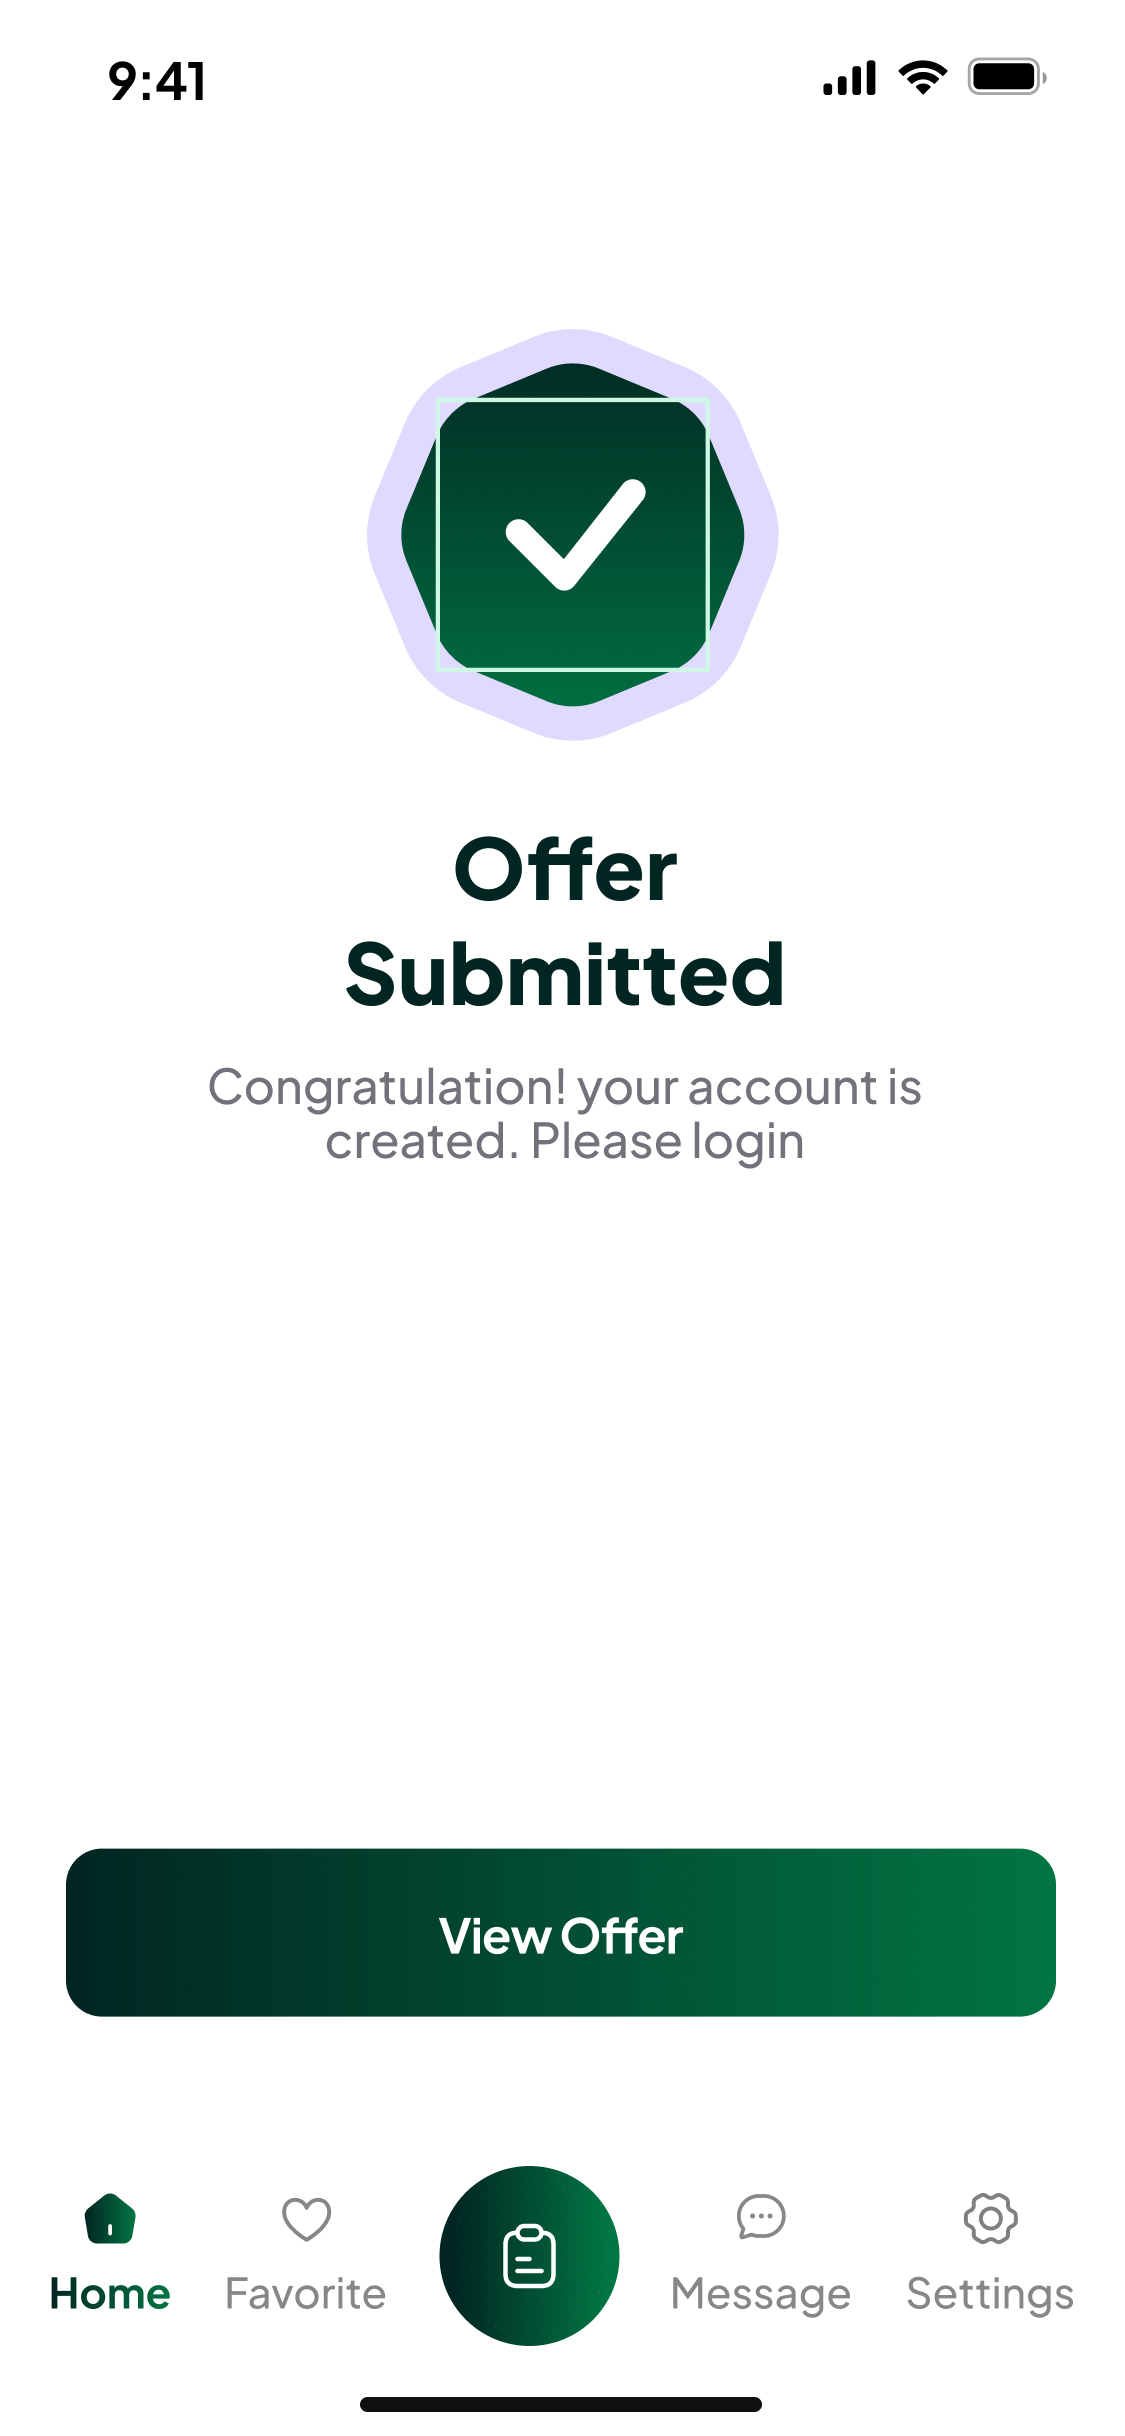 9:41
Offer
Submitted
Congratulation! your account is
created. Please login
View Offer
Home Favorite Message Settings